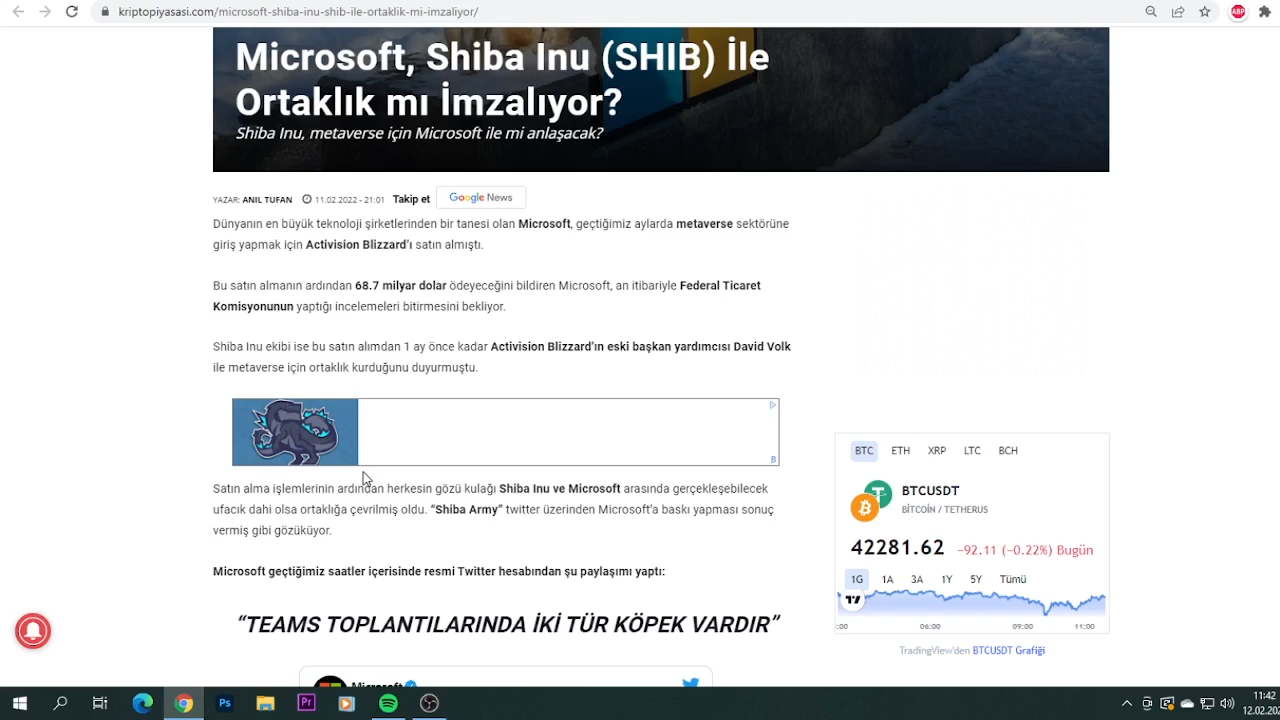 kriptopiyasasi.com/microsoft-shiba-inu-shib-ile-ortaklik-mi-imzalıyor/
ABP
Microsoft, Shiba Inu (SHIB) İle
Ortaklık mı İmzalıyor?
Shiba Inu, metaverse için Microsoft ile mi anlaşacak?
YAZAR: ANIL TUFAN 11.02.2022 - 21:01 Takip et Google News
Dünyanın en büyük teknoloji şirketlerinden bir tanesi olan Microsoft, geçtiğimiz aylarda metaverse sektörüne
giriş yapmak için Activision Blizzard'ı satın almıştı.
Bu satın almanın ardından 68.7 milyar dolar ödeyeceğini bildiren Microsoft, an itibariyle Federal Ticaret
Komisyonunun yaptığı incelemeleri bitirmesini bekliyor.
Shiba Inu ekibi ise bu satın alımdan 1 ay önce kadar Activision Blizzard'ın eski başkan yardımcısı David Volk
ile metaverse için ortaklık kurduğunu duyurmuştu.
Satın alma işlemlerinin ardından herkesin gözü kulağı Shiba Inu ve Microsoft arasında gerçekleşebilecek
ufacık dahi olsa ortaklığa çevrilmiş oldu. “Shiba Army” twitter üzerinden Microsoft'a baskı yapması sonuç
vermiş gibi gözüküyor.
Microsoft geçtiğimiz saatler içerisinde resmi Twitter hesabından şu paylaşımı yaptı:
“TEAMS TOPLANTILARINDA İKİ TÜR KÖPEK VARDIR”
Microsoft
BTC ETH XRP LTC BCH
BTCUSDT
BİTCOİN / TETHERUS
42281.62 −92.11 (−0.22%) Bugün
1G 1A 3A 1Y 5Y Tümü
:00 06:00 09:00 11:00
TradingView'den BTCUSDT Grafiği
Ps
Pr
11:42
12.02.20